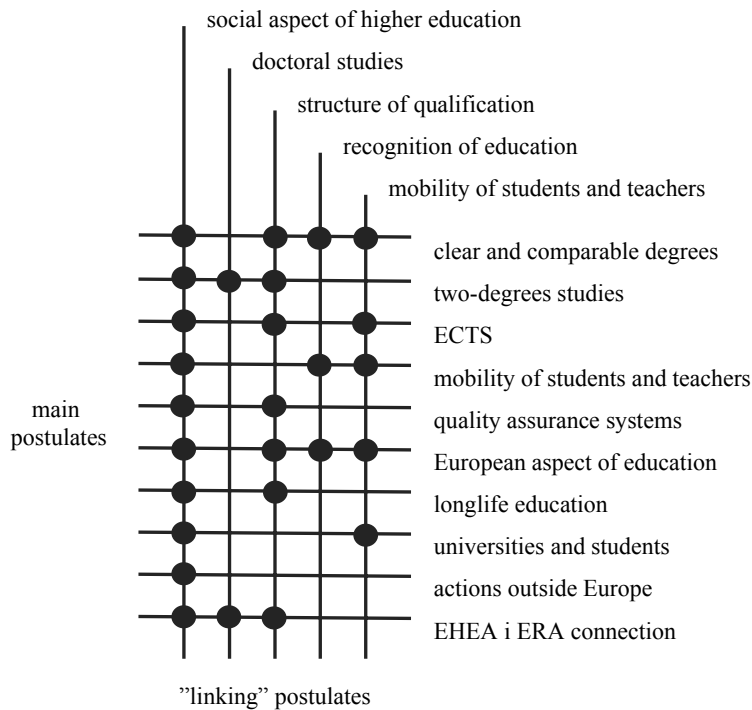 social aspect of higher education
doctoral studies
structure of qualification
recognition of education
mobility of students and teachers
clear and comparable degrees
two-degrees studies
ECTS
mobility of students and teachers
main
postulates
quality assurance systems
European aspect of education
longlife education
universities and students
actions outside Europe
EHEA i ERA connection
”linking” postulates